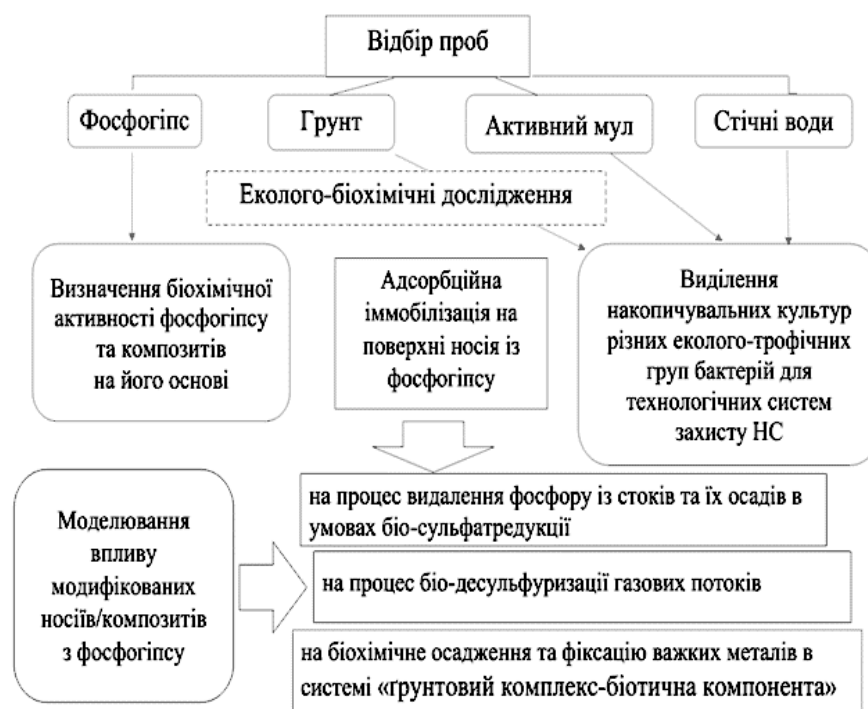 Відбір проб
Фосфогіпс
Грунт
Активний мул
Стічні води
Еколого-біохімічні дослідження
Визначення біохімічної
активності фосфогіпсу
та композитів
на його основі
Адсорбційна
іммобілізація на
поверхні носія із
фосфогіпсу
Виділення
накопичувальних культур
різних еколого-трофічних
груп бактерій для
технологічних систем
захисту НС
Моделювання
впливу
модифікованих
носіїв/композитів
з фосфогіпсу
на процес видалення фосфору із стоків та їх осадів в
умовах біо-сульфатредукції
на процес біо-десульфуризації газових потоків
на біохімічне осадження та фіксацію важких металів в
системі «ґрунтовий комплекс-біотична компонента»